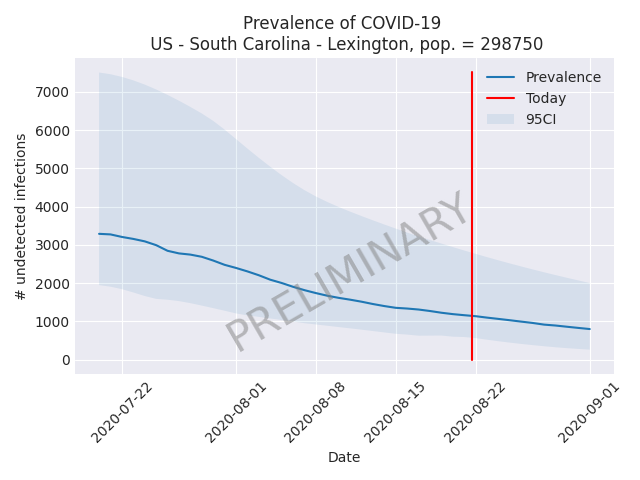 Prevalence of COVID-19
US - South Carolina - Lexington, pop. = 298750
# undetected infections
7000
6000
5000
4000
3000
2000
1000
0
Prevalence
Today
95CI
PRELIMINARY
2020-07-22
2020-08-01
2020-08-08
2020-08-15
2020-08-22
2020-09-01
Date